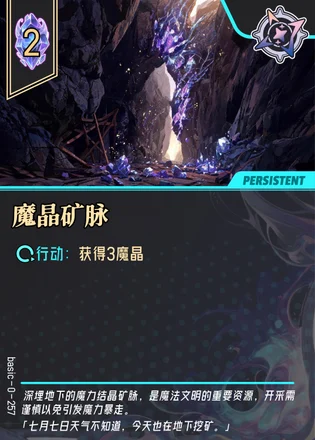 2
PERSISTENT
魔晶矿脉
行动：获得3魔晶
深埋地下的魔力结晶矿脉，是魔法文明的重要资源，开采需
谨慎以免引发魔力暴走。
「七月七日天气不知道，今天也在地下挖矿。」
basic-0-257